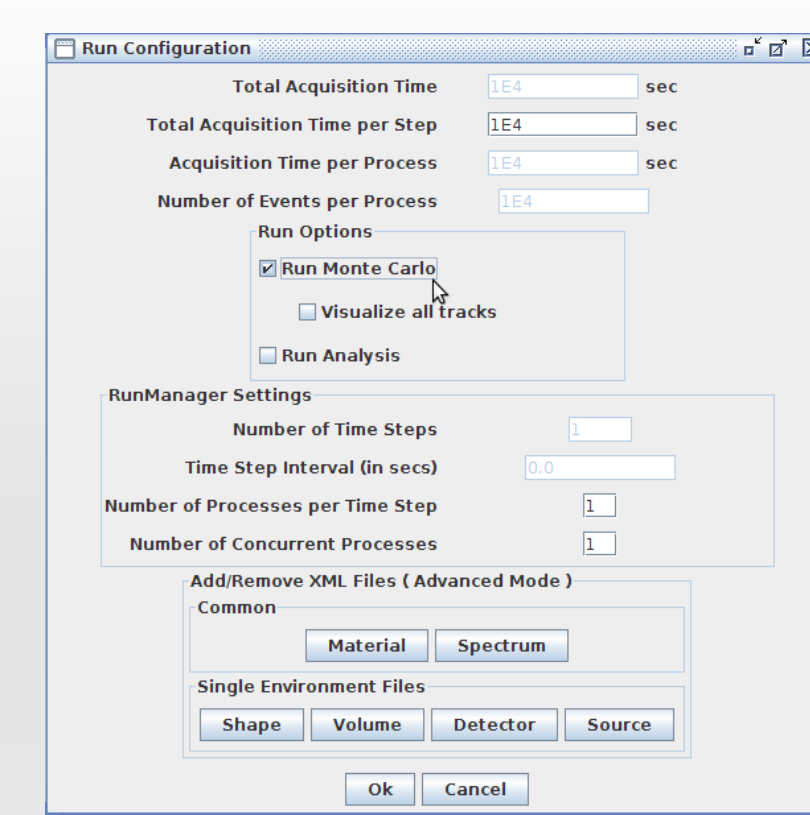 Run Configuration
Total Acquisition Time 1E4 sec
Total Acquisition Time per Step 1E4 sec
Acquisition Time per Process 1E4 sec
Number of Events per Process 1E4
Run Options
Run Monte Carlo
Visualize all tracks
Run Analysis
RunManager Settings
Number of Time Steps 1
Time Step Interval (in secs) 0.0
Number of Processes per Time Step 1
Number of Concurrent Processes 1
Add/Remove XML Files ( Advanced Mode )
Common
Material Spectrum
Single Environment Files
Shape Volume Detector Source
Ok Cancel